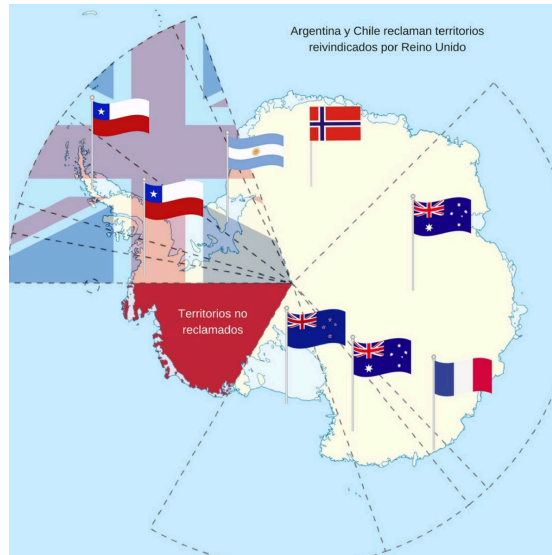 Argentina y Chile reclaman territorios
reivindicados por Reino Unido
Territorios no
reclamados